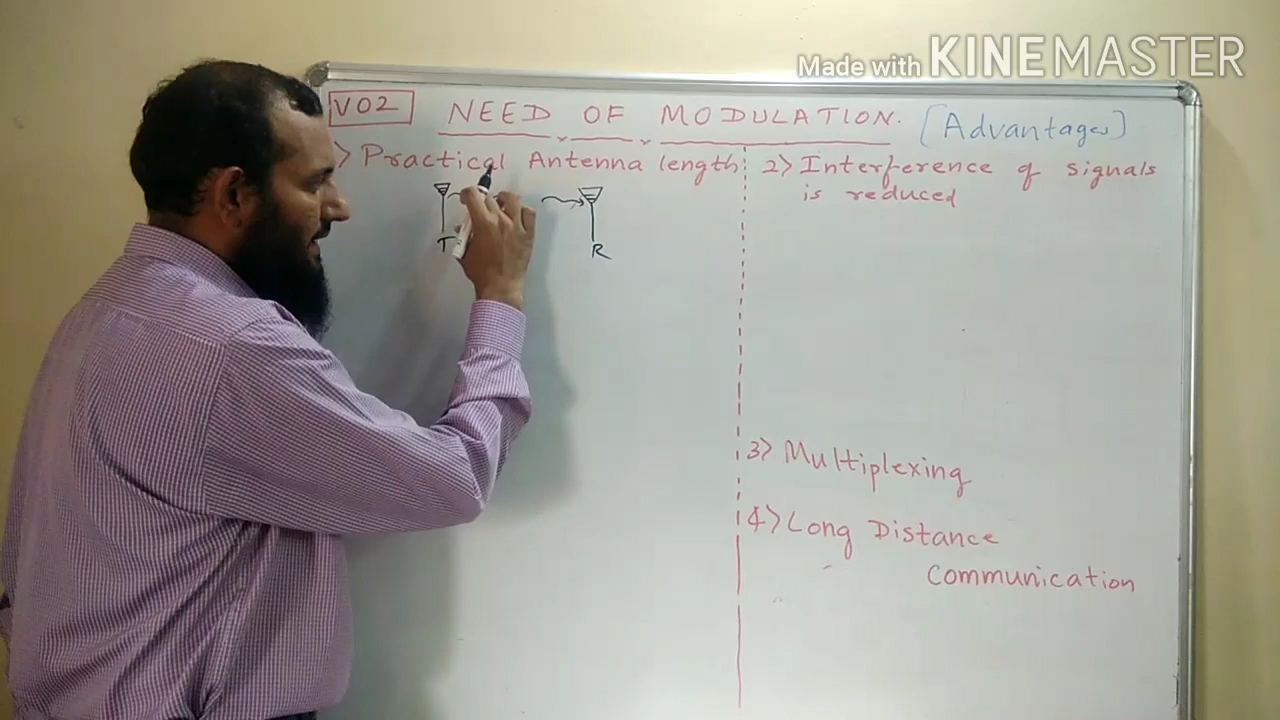 Made with KINEMASTER
V02 NEED OF MODULATION. [Advantages]
> Practical Antenna length
T R
2> Interference of signals
is reduced
3> Multiplexing
4> Long Distance
Communication